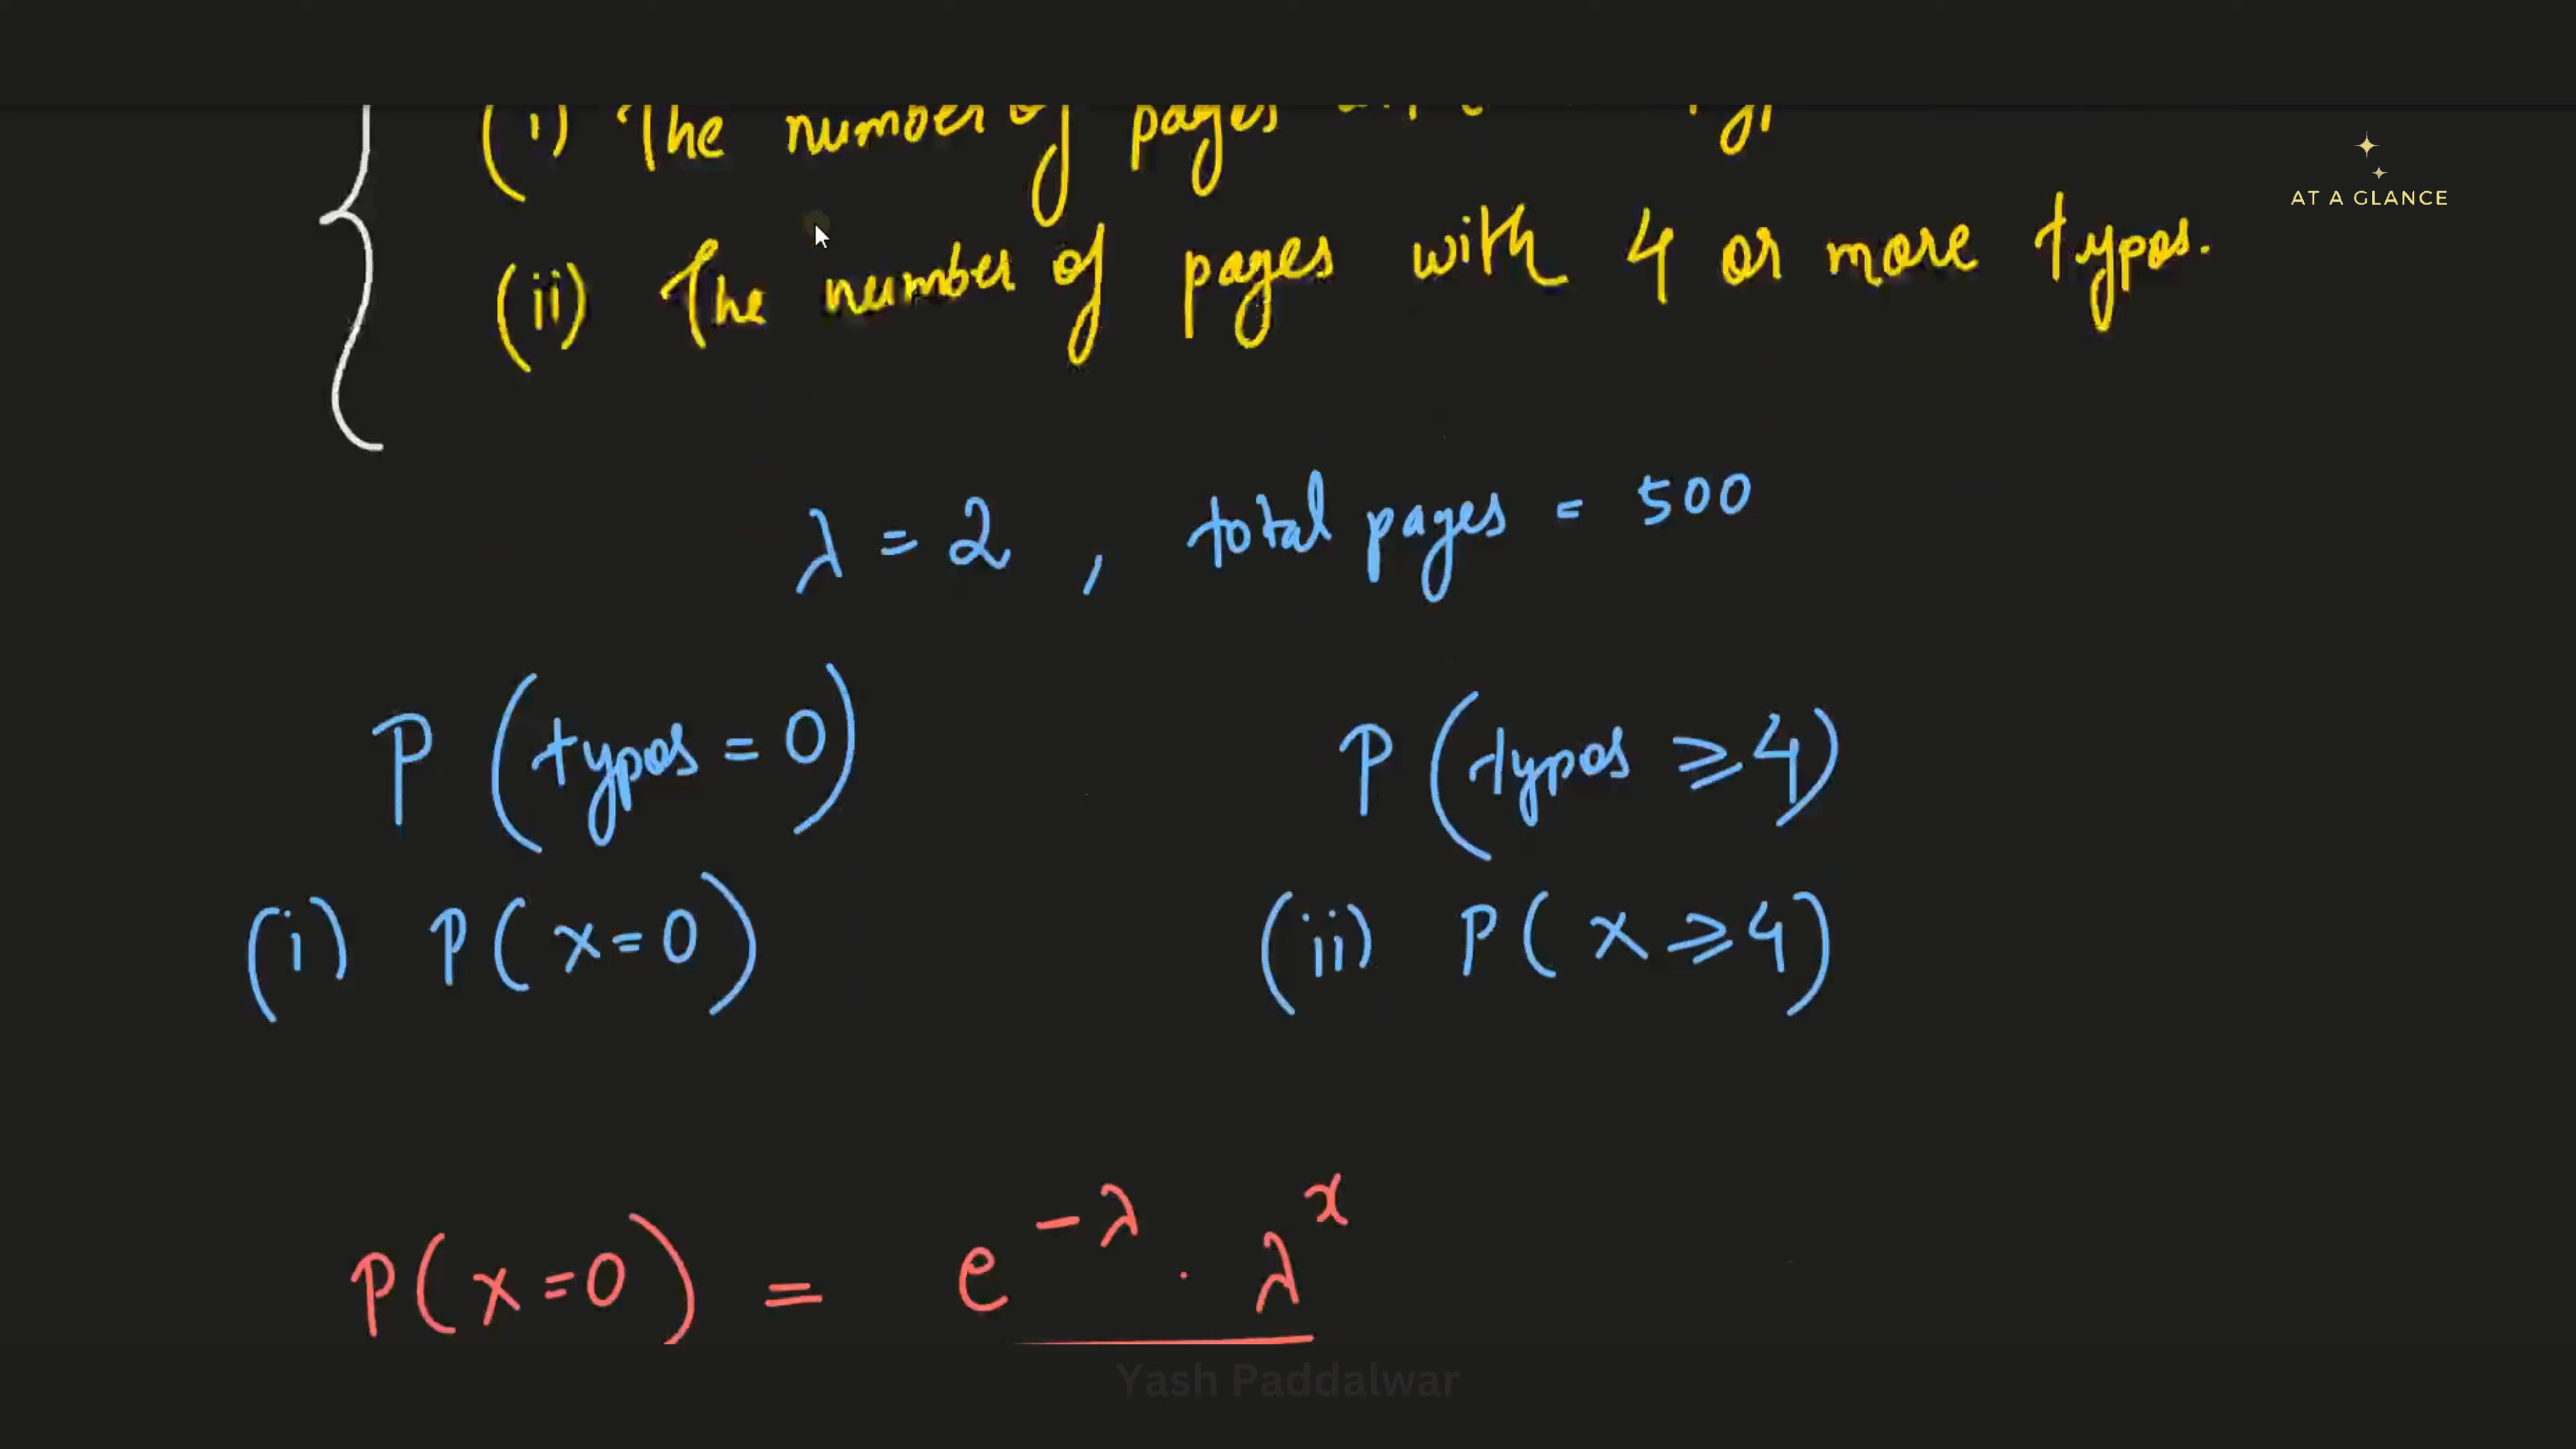 (i) The number of pages
AT A GLANCE
(ii) The number of pages with 4 or more typos.
λ = 2 , total pages = 500
P (typos = 0) P (typos ⩾ 4)
(i) P(x=0) (ii) P(x⩾4)
P(x=0) = e^{-λ} · λ^x
Yash Paddalwar